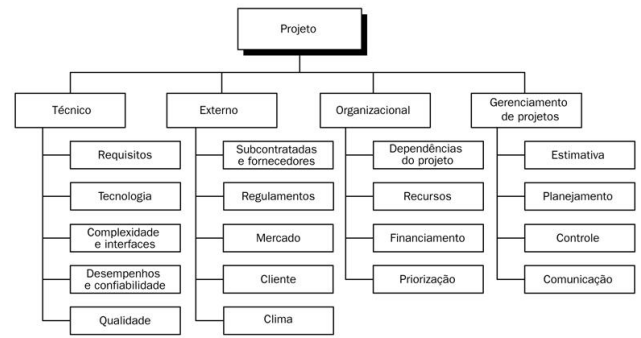 Projeto
Técnico
Externo
Organizacional
Gerenciamento
de projetos
Requisitos
Tecnologia
Complexidade
e interfaces
Desempenhos
e confiabilidade
Qualidade
Subcontratadas
e fornecedores
Regulamentos
Mercado
Cliente
Clima
Dependências
do projeto
Recursos
Financiamento
Priorização
Estimativa
Planejamento
Controle
Comunicação